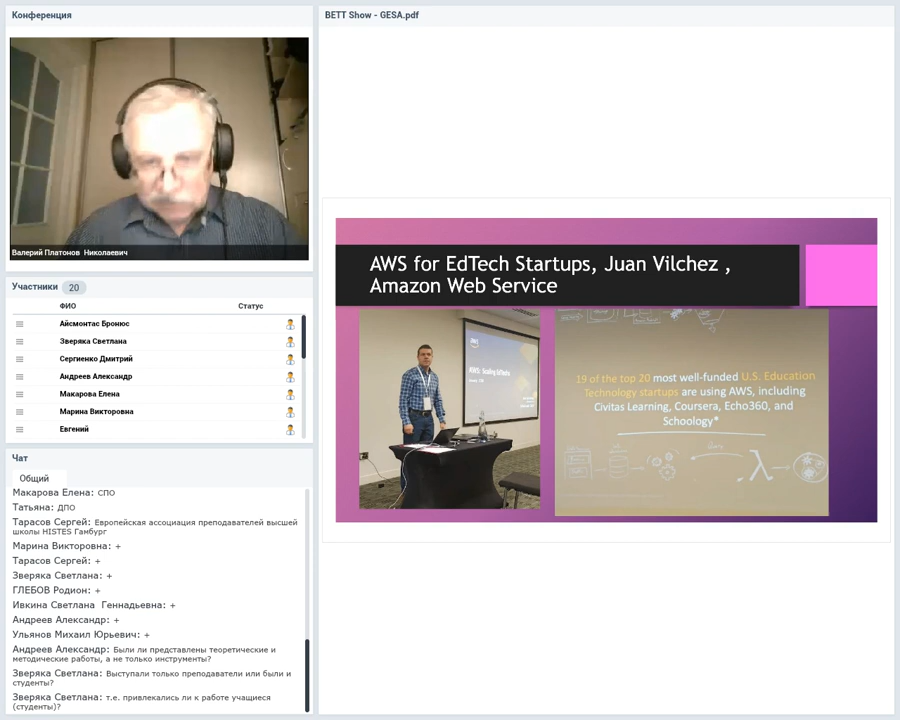 Конференция
Валерий Платонов Николаевич
Участники 20
ФИО Статус
Айсмонтас Бронюс
Зверяка Светлана
Сергиенко Дмитрий
Андреев Александр
Макарова Елена
Марина Викторовна
Евгений
Чат
Общий
Макарова Елена: СПО
Татьяна: ДПО
Тарасов Сергей: Европейская ассоциация преподавателей высшей
школы HISTES Гамбург
Марина Викторовна: +
Тарасов Сергей: +
Зверяка Светлана: +
ГЛЕБОВ Родион: +
Ивкина Светлана Геннадьевна: +
Андреев Александр: +
Ульянов Михаил Юрьевич: +
Андреев Александр: Были ли представлены теоретические и
методические работы, а не только инструменты?
Зверяка Светлана: Выступали только преподаватели или были и
студенты?
Зверяка Светлана: т.е. привлекались ли к работе учащиеся
(студенты)?
BETT Show - GESA.pdf
AWS for EdTech Startups, Juan Vilchez ,
Amazon Web Service
19 of the top 20 most well-funded U.S. Education
Technology startups are using AWS, including
Civitas Learning, Coursera, Echo360, and
Schoology*